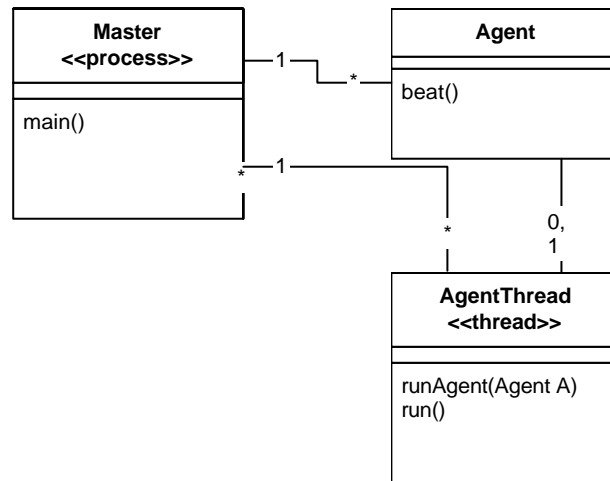 Master
<<process>>
main()
1
*
Agent
beat()
*
1
*
0,
1
AgentThread
<<thread>>
runAgent(Agent A)
run()